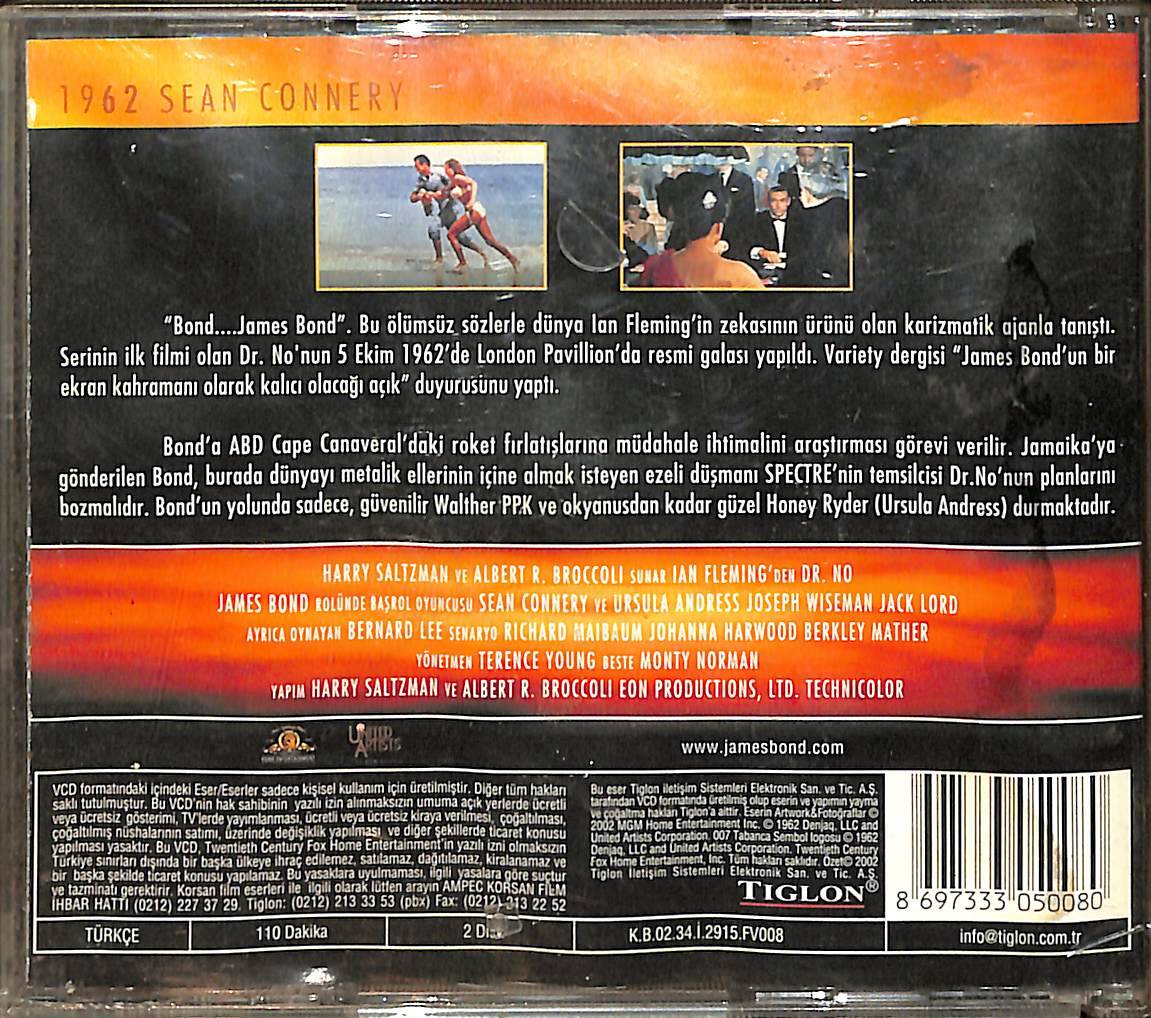 1962 SEAN CONNERY
"Bond....James Bond". Bu ölümsüz sözlerle dünya Ian Fleming'in zekasının ürünü olan karizmatik ajanla tanıştı.
Serinin ilk filmi olan Dr. No'nun 5 Ekim 1962'de London Pavillion'da resmi galası yapıldı. Variety dergisi "James Bond'un bir
ekran kahramanı olarak kalıcı olacağı açık" duyurusunu yaptı.
Bond'a ABD Cape Canaveral'daki roket fırlatışlarına müdahale ihtimalini araştırması görevi verilir. Jamaika'ya
gönderilen Bond, burada dünyayı metalik ellerinin içine almak isteyen ezeli düşmanı SPECTRE'nin temsilcisi Dr.No'nun planlarını
bozmalıdır. Bond'un yolunda sadece, güvenilir Walther PPK ve okyanusdan kadar güzel Honey Ryder (Ursula Andress) durmaktadır.
HARRY SALTZMAN VE ALBERT R. BROCCOLI SUNAR IAN FLEMING'DEN DR. NO
JAMES BOND ROLÜNDE BAŞROL OYUNCUSU SEAN CONNERY VE URSULA ANDRESS JOSEPH WISEMAN JACK LORD
AYRICA OYNAYAN BERNARD LEE SENARYO RICHARD MAIBAUM JOHANNA HARWOOD BERKLEY MATHER
YÖNETMEN TERENCE YOUNG BESTE MONTY NORMAN
YAPIM HARRY SALTZMAN VE ALBERT R. BROCCOLI EON PRODUCTIONS, LTD. TECHNICOLOR
UNITED
ARTISTS
www.jamesbond.com
VCD formatındaki içindeki Eser/Eserler sadece kişisel kullanım için üretilmiştir. Diğer tüm hakları
saklı tutulmuştur. Bu VCD'nin hak sahibinin yazılı izin alınmaksızın umuma açık yerlerde ücretli
veya ücretsiz gösterimi, TV'lerde yayımlanması, ücretli veya ücretsiz kiraya verilmesi, çoğaltılması,
çoğaltılmış nüshalarının satımı, üzerinde değişiklik yapılması ve diğer şekillerde ticaret konusu
yapılması yasaktır. Bu VCD, Twentieth Century Fox Home Entertainment'in yazılı izni olmaksızın
Türkiye sınırları dışında bir başka ülkeye ihraç edilemez, satılamaz, dağıtılamaz, kiralanamaz ve
bir başka şekilde ticaret konusu yapılamaz. Bu yasaklara uyulmaması, ilgili yasalara göre suçtur
ve tazminatı gerektirir. Korsan film eserleri ile ilgili olarak lütfen arayın AMPEC KORSAN FİLM
İHBAR HATTI (0212) 227 37 29. Tiglon: (0212) 213 33 53 (pbx) Fax: (0212) 213 22 52
Bu eser Tiglon iletişim Sistemleri Elektronik San. ve Tic. A.Ş.
tarafından VCD formatında üretilmiş olup eserin ve yapımın yayma
ve çoğaltma hakları Tiglon'a aittir. Eserin Artwork&Fotoğraflar ©
2002 MGM Home Entertainment Inc. © 1962 Denjaq, LLC and
United Artists Corporation. 007 Tabanca Sembol logosu © 1962
Denjaq, LLC and United Artists Corporation. Twentieth Century
Fox Home Entertainment, Inc. Tüm hakları saklıdır. Özet© 2002
Tiglon İletişim Sistemleri Elektronik San. ve Tic. A.Ş.
TIGLON®
8 697333 050080
TÜRKÇE
110 Dakika
2
K.B.02.34.İ.2915.FV008
info@tiglon.com.tr